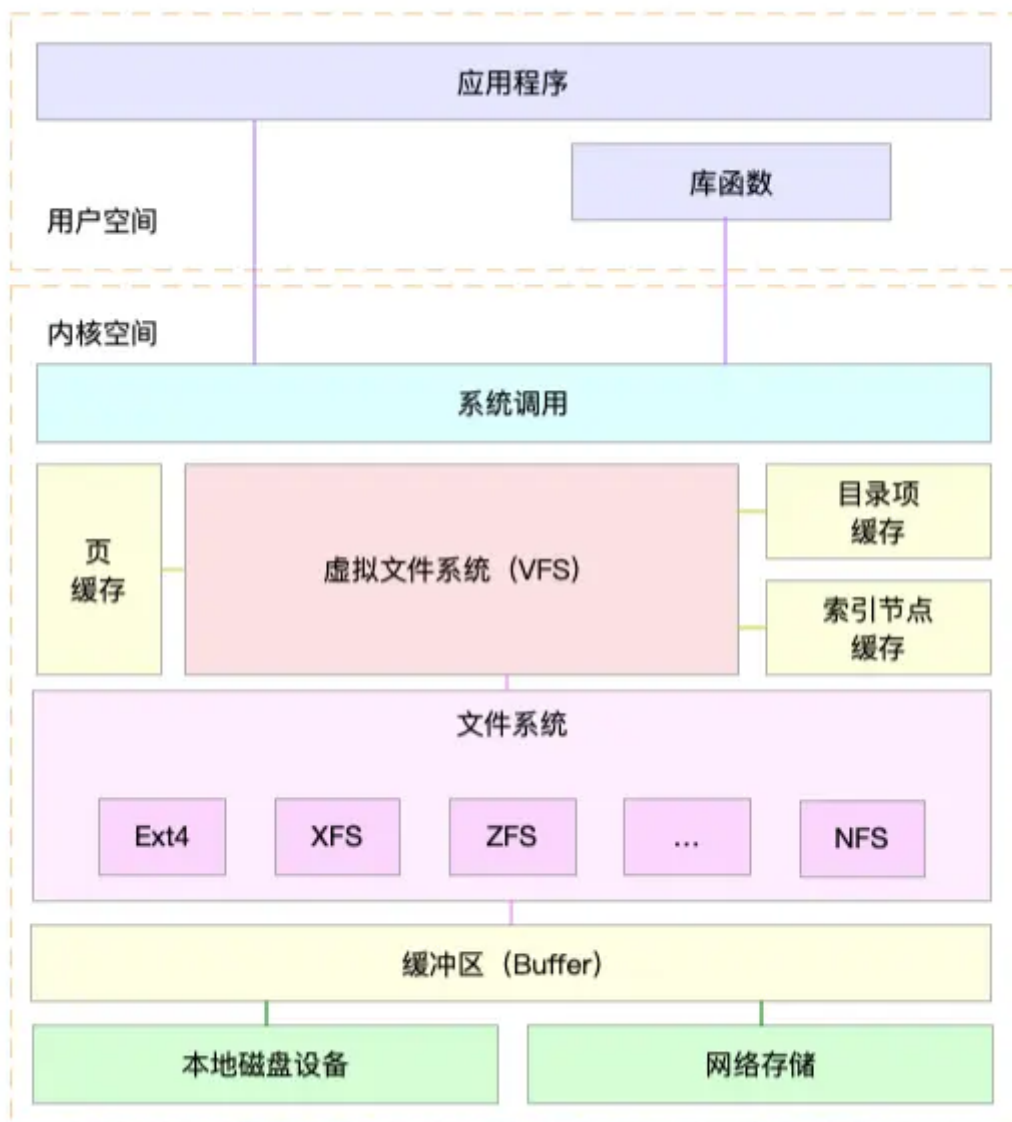 应用程序
库函数
用户空间
内核空间
系统调用
页
缓存
虚拟文件系统（VFS）
目录项
缓存
索引节点
缓存
文件系统
Ext4
XFS
ZFS
...
NFS
缓冲区（Buffer）
本地磁盘设备
网络存储